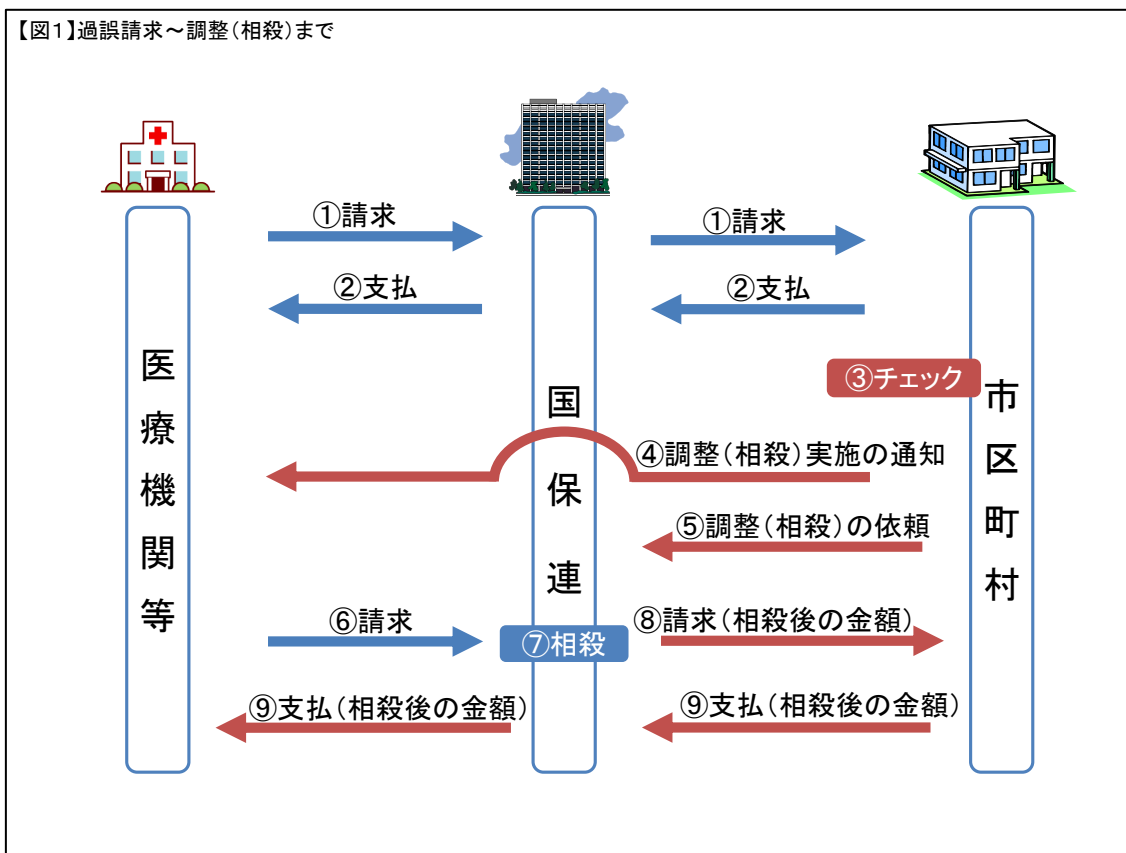 【図1】過誤請求～調整(相殺)まで
①請求
①請求
②支払
②支払
③チェック
医療機関等
国保連
市区町村
④調整(相殺)実施の通知
⑤調整(相殺)の依頼
⑥請求
⑦相殺
⑧請求(相殺後の金額)
⑨支払(相殺後の金額)
⑨支払(相殺後の金額)